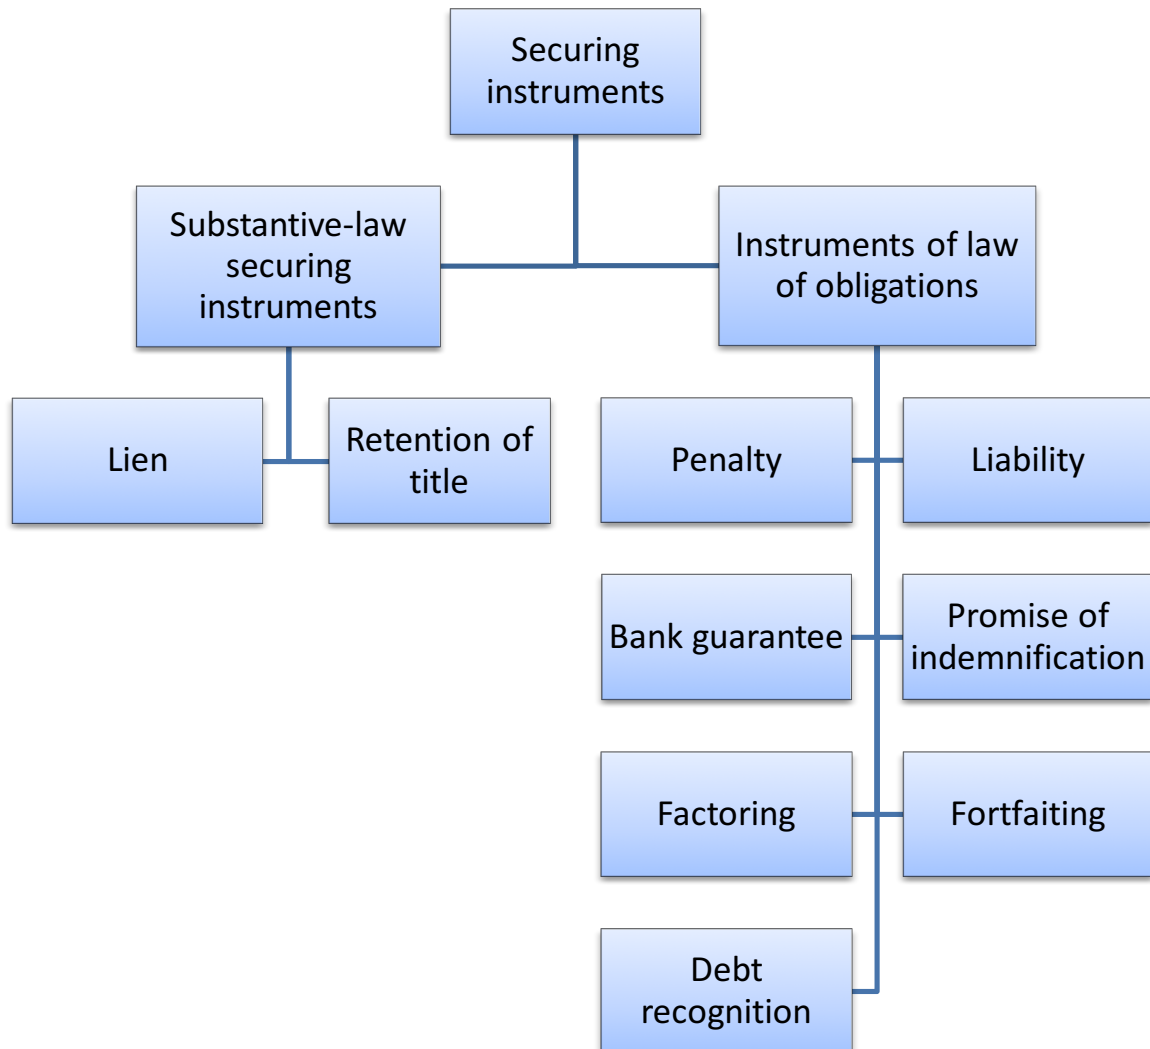 Securing
instruments
Substantive-law
securing
instruments
Instruments of law
of obligations
Lien
Retention of
title
Penalty
Liability
Bank guarantee
Promise of
indemnification
Factoring
Fortfaiting
Debt
recognition